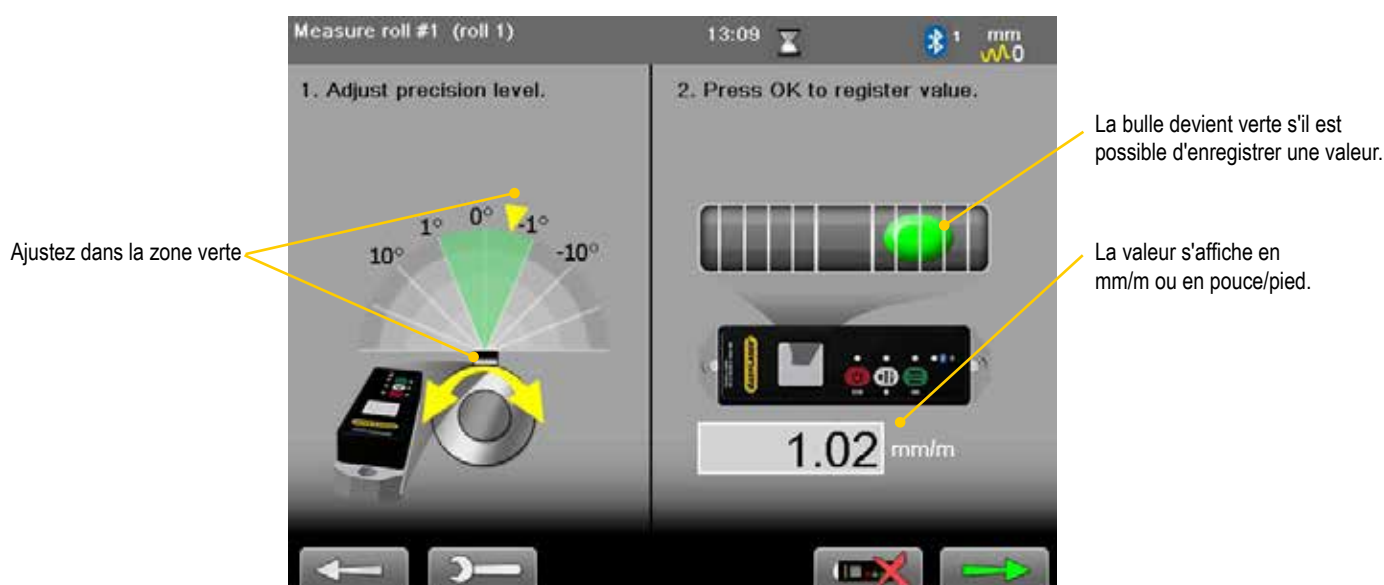 Measure roll #1 (roll 1)
13:09
1
mm
0
1. Adjust precision level.
2. Press OK to register value.
La bulle devient verte s'il est
possible d'enregistrer une valeur.
10°
1°
0°
-1°
-10°
Ajustez dans la zone verte
La valeur s'affiche en
mm/m ou en pouce/pied.
EASY-LASER
1.02 mm/m